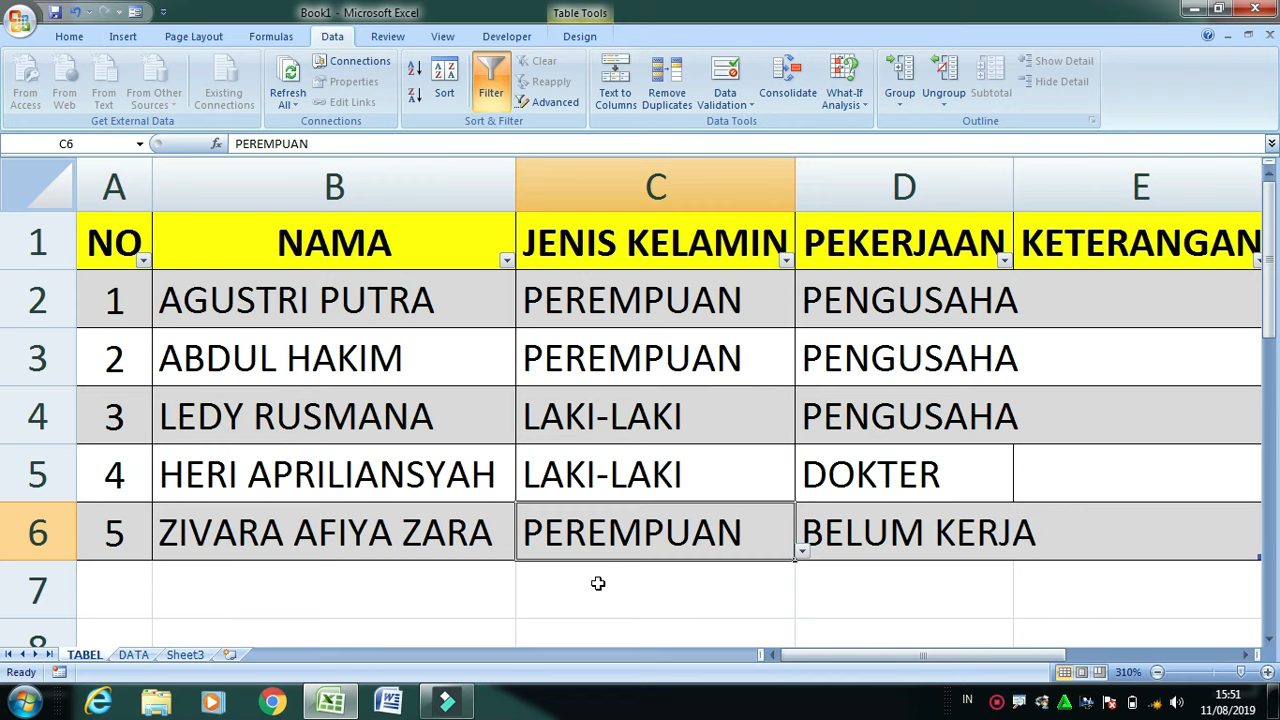 Book1 - Microsoft Excel
Table Tools
Home Insert Page Layout Formulas Data Review View Developer Design
From Access
From Web
From Text
From Other Sources
Existing Connections
Get External Data
Refresh All
Connections
Properties
Edit Links
Connections
Sort
Filter
Clear
Reapply
Advanced
Sort & Filter
Text to Columns
Remove Duplicates
Data Validation
Consolidate
What-If Analysis
Data Tools
Group
Ungroup
Subtotal
Show Detail
Hide Detail
Outline
C6 fx PEREMPUAN
A B C D E
1 NO NAMA JENIS KELAMIN PEKERJAAN KETERANGAN
2 1 AGUSTRI PUTRA PEREMPUAN PENGUSAHA
3 2 ABDUL HAKIM PEREMPUAN PENGUSAHA
4 3 LEDY RUSMANA LAKI-LAKI PENGUSAHA
5 4 HERI APRILIANSYAH LAKI-LAKI DOKTER
6 5 ZIVARA AFIYA ZARA PEREMPUAN BELUM KERJA
7
8
TABEL DATA Sheet3
Ready 310%
IN 15:51
11/08/2019